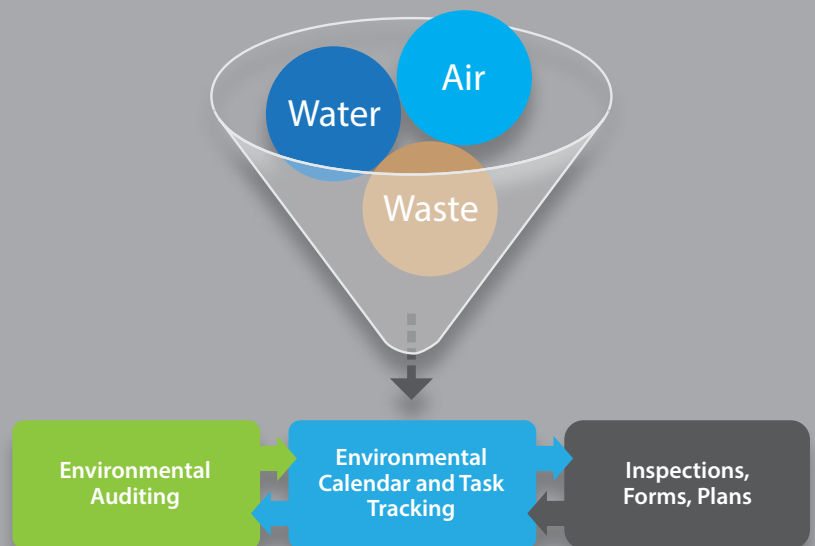 Air
Water
Waste
Environmental
Auditing
Environmental
Calendar and Task
Tracking
Inspections,
Forms, Plans